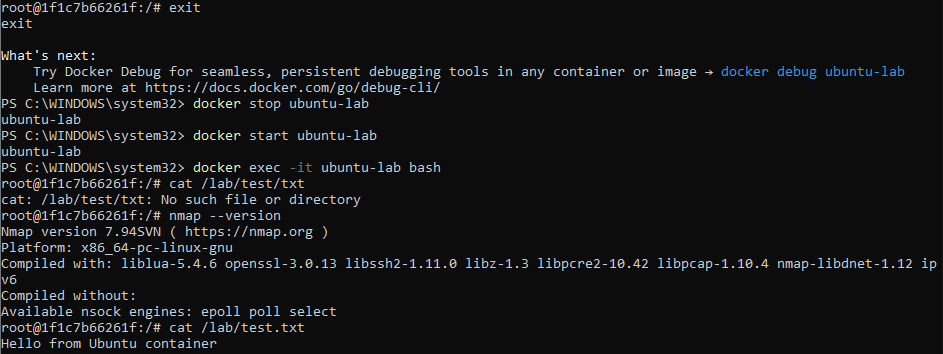 root@1f1c7b66261f:/# exit
exit

What's next:
    Try Docker Debug for seamless, persistent debugging tools in any container or image → docker debug ubuntu-lab
    Learn more at https://docs.docker.com/go/debug-cli/
PS C:\WINDOWS\system32> docker stop ubuntu-lab
ubuntu-lab
PS C:\WINDOWS\system32> docker start ubuntu-lab
ubuntu-lab
PS C:\WINDOWS\system32> docker exec -it ubuntu-lab bash
root@1f1c7b66261f:/# cat /lab/test/txt
cat: /lab/test/txt: No such file or directory
root@1f1c7b66261f:/# nmap --version
Nmap version 7.94SVN ( https://nmap.org )
Platform: x86_64-pc-linux-gnu
Compiled with: liblua-5.4.6 openssl-3.0.13 libssh2-1.11.0 libz-1.3 libpcre2-10.42 libpcap-1.10.4 nmap-libdnet-1.12 ip
v6
Compiled without:
Available nsock engines: epoll poll select
root@1f1c7b66261f:/# cat /lab/test.txt
Hello from Ubuntu container